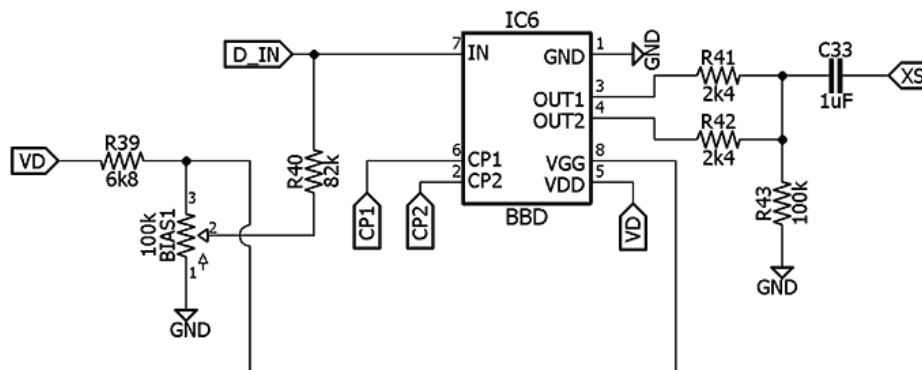 IC6
D_IN
7
IN
GND
1
GND
R41
2k4
C33
1uF
XS
OUT1
3
OUT2
4
R42
2k4
VD
R39
6k8
R40
82k
6
CP1
2
CP2
VGG
8
VDD
5
BBD
CP1
CP2
VD
R43
100k
GND
3
100k
BIAS1
2
1
GND